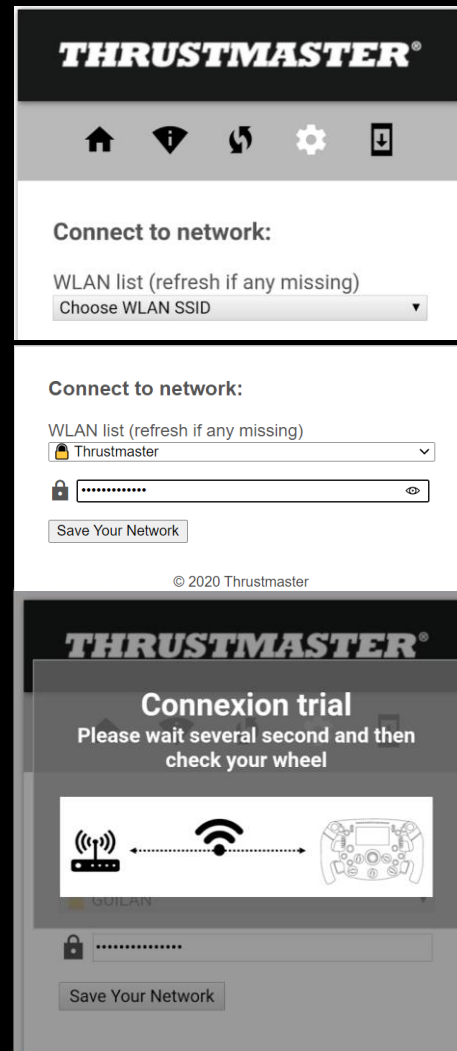 THRUSTMASTER®
Connect to network:
WLAN list (refresh if any missing)
Choose WLAN SSID
Connect to network:
WLAN list (refresh if any missing)
Thrustmaster
•••••••••••••
Save Your Network
© 2020 Thrustmaster
THRUSTMASTER®
Connexion trial
Please wait several second and then
check your wheel
GUILAN
•••••••••••••••
Save Your Network